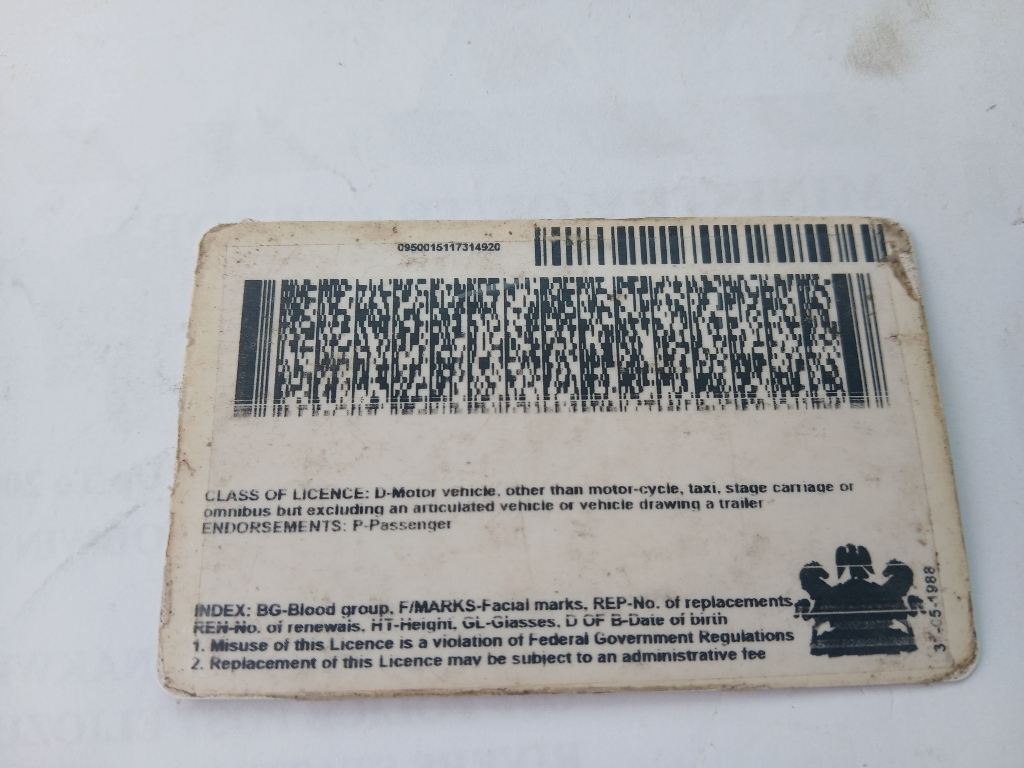 0950015117314920
CLASS OF LICENCE: D-Motor vehicle, other than motor-cycle, taxi, stage carriage or
omnibus but excluding an articulated vehicle or vehicle drawing a trailer
ENDORSEMENTS: P-Passenger
INDEX: BG-Blood group, F/MARKS-Facial marks, REP-No. of replacements
REN-No. of renewals, HT-Height, GL-Glasses, D OF B-Date of birth
1. Misuse of this Licence is a violation of Federal Government Regulations
2. Replacement of this Licence may be subject to an administrative fee